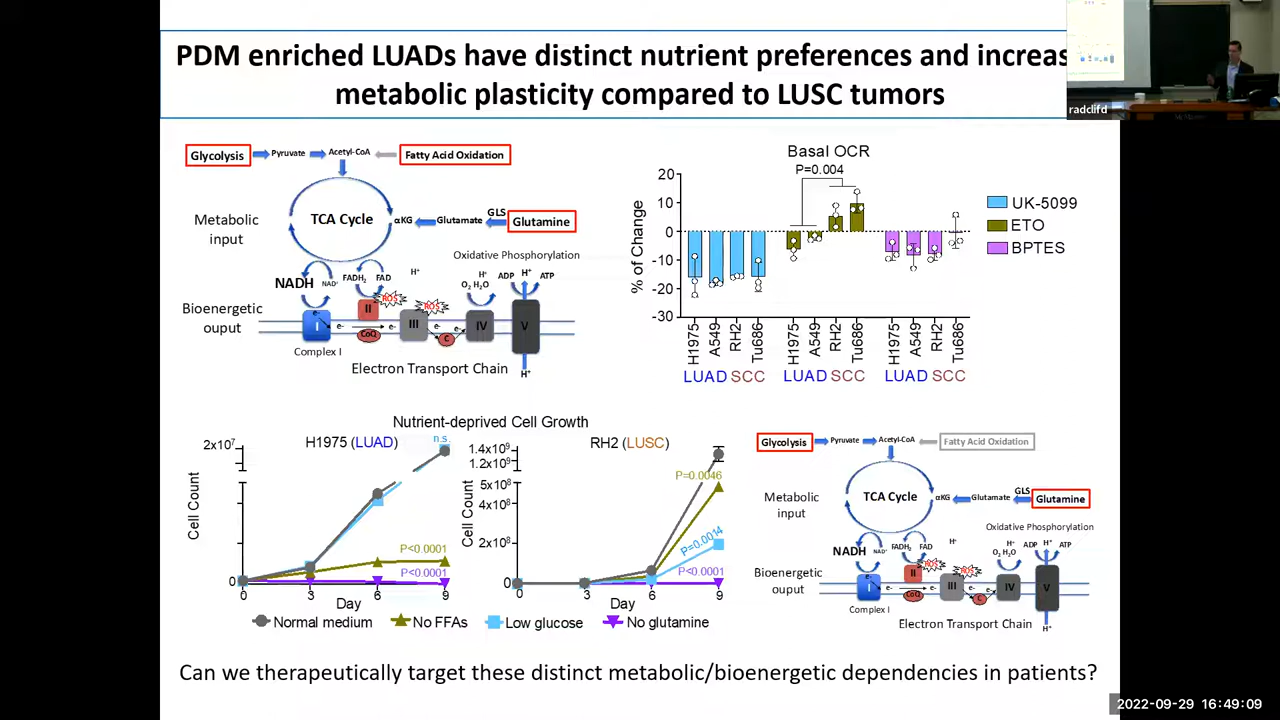 PDM enriched LUADs have distinct nutrient preferences and increas
metabolic plasticity compared to LUSC tumors
radclifd
Glycolysis
Pyruvate
Acetyl-CoA
Fatty Acid Oxidation
Metabolic
input
TCA Cycle
αKG
Glutamate
GLS
Glutamine
Oxidative Phosphorylation
NADH
NAD⁺
FADH₂
FAD
H⁺
O₂ H₂O
H⁺
ADP
H⁺
ATP
Bioenergetic
ouput
I
e-
II
ROS
e-
CoQ
e-
III
ROS
e-
C
e-
IV
V
Complex I
Electron Transport Chain
H⁺
Basal OCR
P=0.004
% of Change
20
10
0
-10
-20
-30
H1975
A549
RH2
Tu686
H1975
A549
RH2
Tu686
H1975
A549
RH2
Tu686
LUAD SCC
LUAD SCC
LUAD SCC
UK-5099
ETO
BPTES
Nutrient-deprived Cell Growth
H1975 (LUAD)
n.s.
2x10⁷
0
Cell Count
P<0.0001
P<0.0001
0 3 6 9
Day
RH2 (LUSC)
1.4x10⁹
1.2x10⁹
5x10⁸
4x10⁸
2x10⁸
0
Cell Count
P=0.0046
P=0.0014
P<0.0001
0 3 6 9
Day
Normal medium
No FFAs
Low glucose
No glutamine
Glycolysis
Pyruvate
Acetyl-CoA
Fatty Acid Oxidation
Metabolic
input
TCA Cycle
αKG
Glutamate
GLS
Glutamine
Oxidative Phosphorylation
NADH
NAD⁺
FADH₂
FAD
H⁺
O₂ H₂O
H⁺
ADP
H⁺
ATP
Bioenergetic
ouput
I
e-
II
ROS
e-
CoQ
e-
III
ROS
e-
C
e-
IV
V
Complex I
Electron Transport Chain
H⁺
Can we therapeutically target these distinct metabolic/bioenergetic dependencies in patients?
2022-09-29 16:49:09